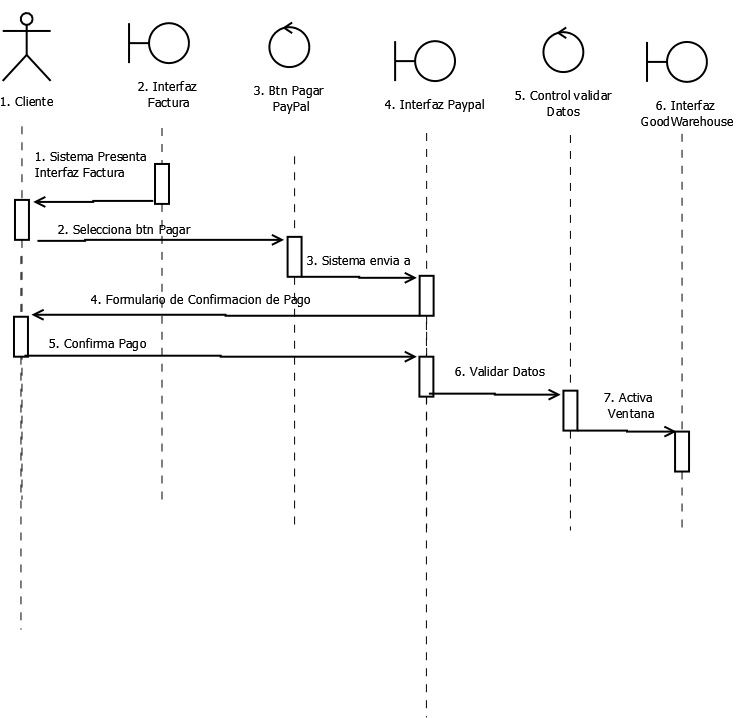 1. Cliente
2. Interfaz
Factura
3. Btn Pagar
PayPal
4. Interfaz Paypal
5. Control validar
Datos
6. Interfaz
GoodWarehouse
1. Sistema Presenta
Interfaz Factura
2. Selecciona btn Pagar
3. Sistema envia a
4. Formulario de Confirmacion de Pago
5. Confirma Pago
6. Validar Datos
7. Activa
Ventana